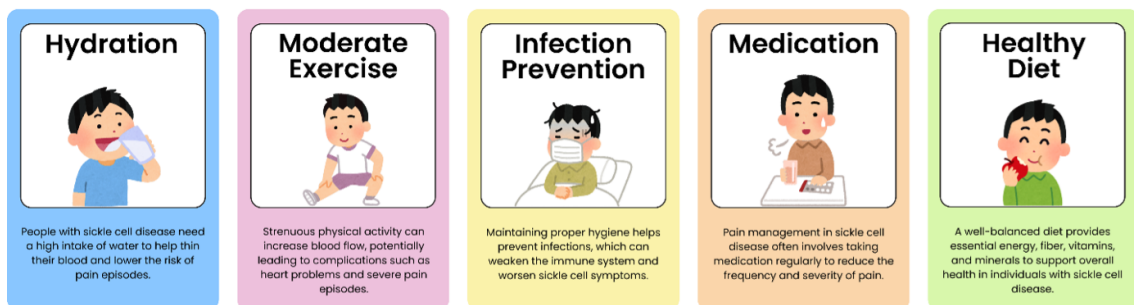 Hydration
People with sickle cell disease need
a high intake of water to help thin
their blood and lower the risk of
pain episodes.
Moderate
Exercise
Strenuous physical activity can
increase blood flow, potentially
leading to complications such as
heart problems and severe pain
episodes.
Infection
Prevention
Maintaining proper hygiene helps
prevent infections, which can
weaken the immune system and
worsen sickle cell symptoms.
Medication
Pain management in sickle cell
disease often involves taking
medication regularly to reduce the
frequency and severity of pain.
Healthy
Diet
A well-balanced diet provides
essential energy, fiber, vitamins,
and minerals to support overall
health in individuals with sickle cell
disease.